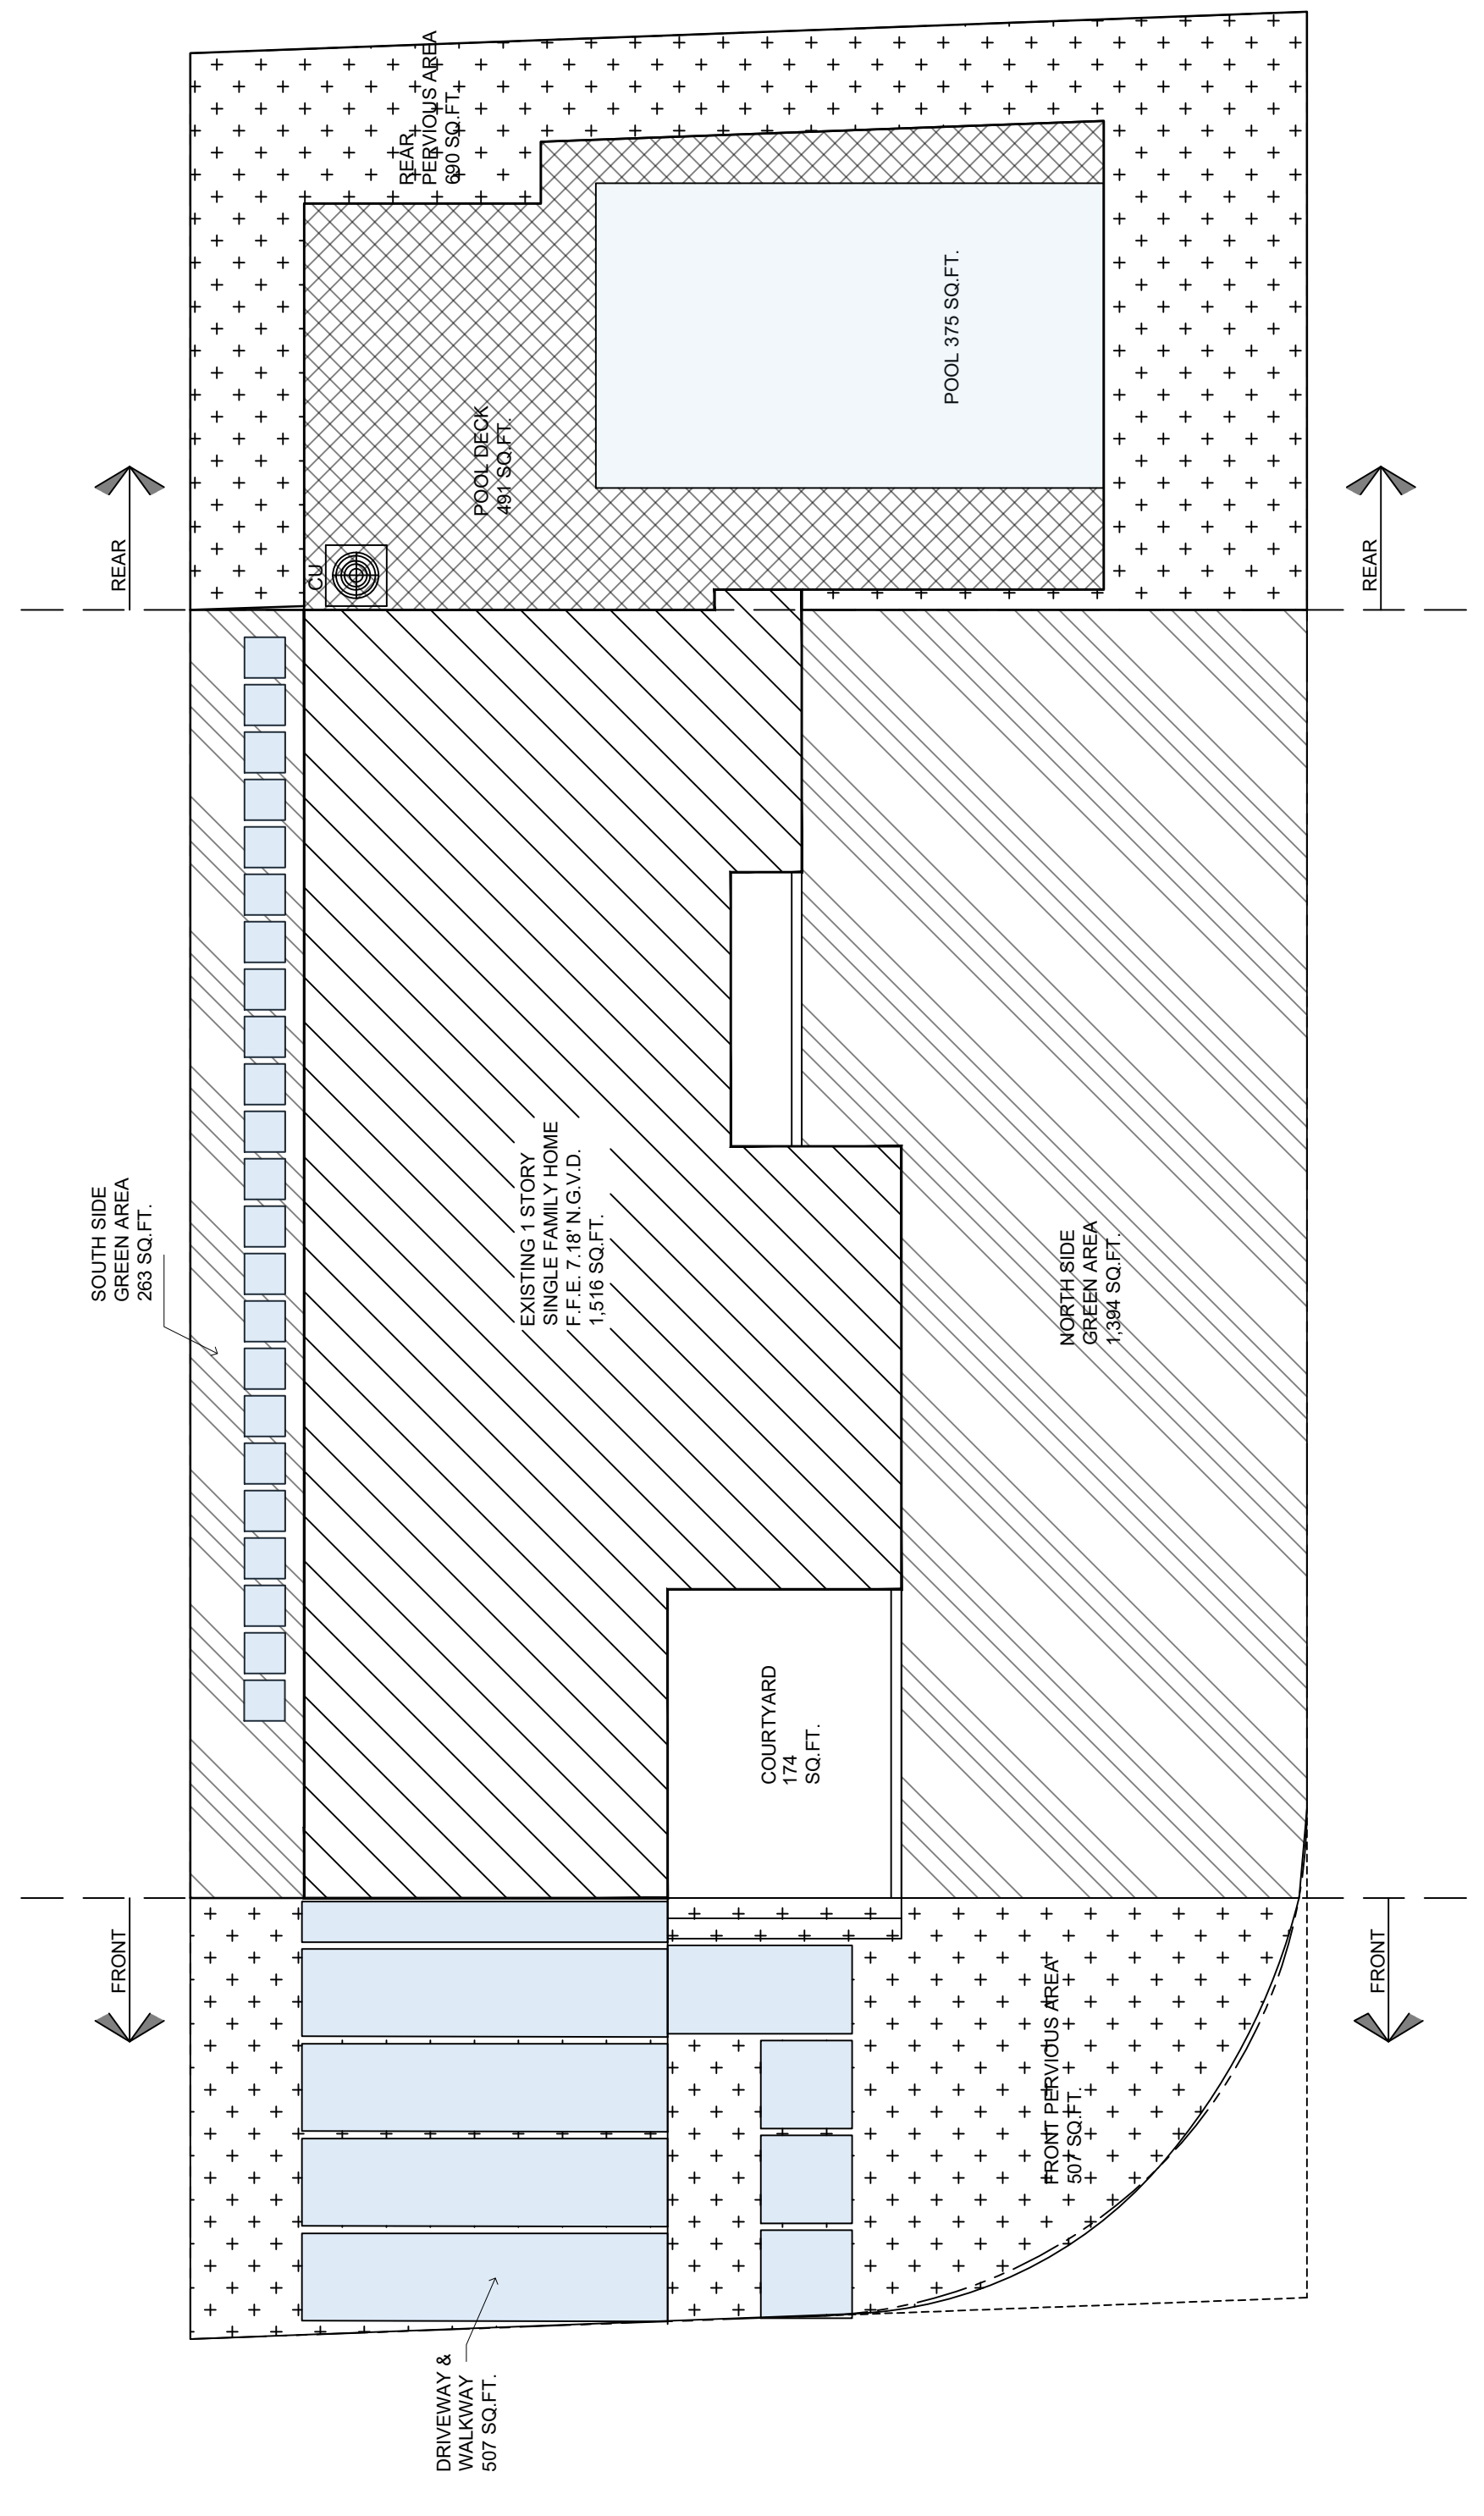 REAR
PERVIOUS AREA
690 SQ.FT.
POOL 375 SQ.FT.
POOL DECK
491 SQ.FT.
REAR
REAR
CU
SOUTH SIDE
GREEN AREA
263 SQ.FT.
EXISTING 1 STORY
SINGLE FAMILY HOME
F.F.E. 7.18' N.G.V.D.
1,516 SQ.FT.
NORTH SIDE
GREEN AREA
1,394 SQ.FT.
COURTYARD
174
SQ.FT.
FRONT
FRONT
FRONT PERVIOUS AREA
507 SQ.FT.
DRIVEWAY &
WALKWAY
507 SQ.FT.